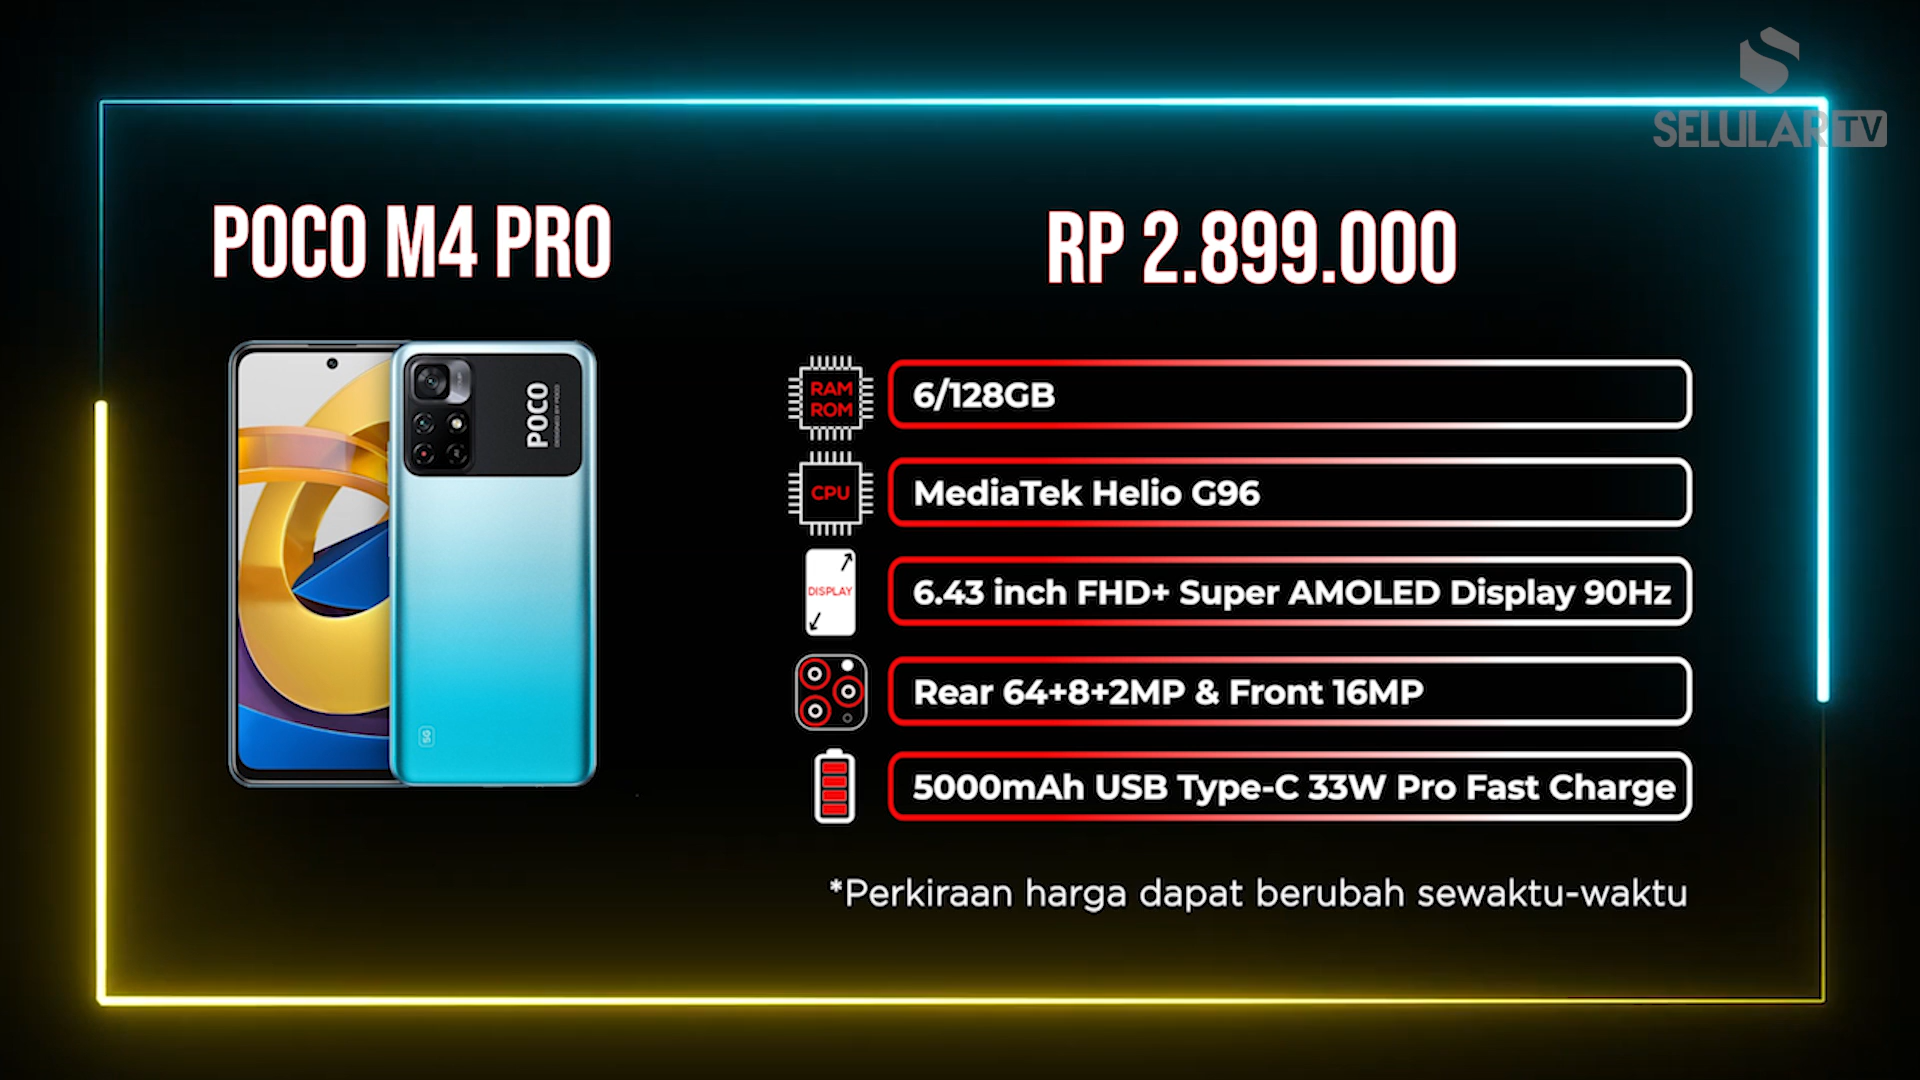 SELULAR TV
POCO M4 PRO
RP 2.899.000
POCO
5G
RAM
ROM
6/128GB
CPU
MediaTek Helio G96
DISPLAY
6.43 inch FHD+ Super AMOLED Display 90Hz
Rear 64+8+2MP & Front 16MP
5000mAh USB Type-C 33W Pro Fast Charge
*Perkiraan harga dapat berubah sewaktu-waktu